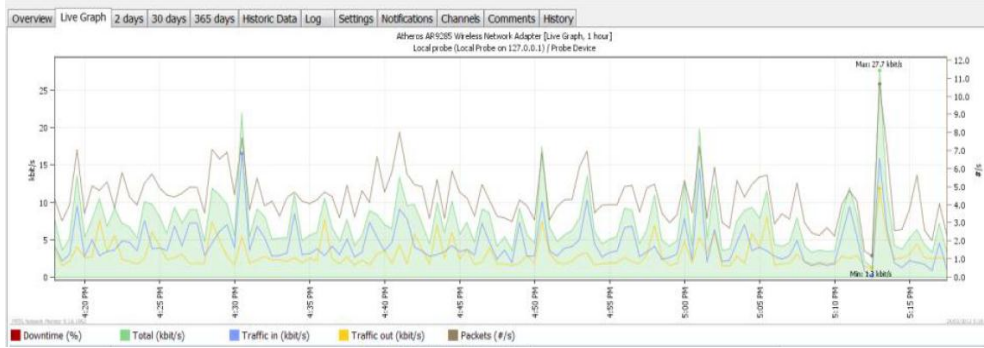 Overview Live Graph 2 days 30 days 365 days Historic Data Log Settings Notifications Channels Comments History
Atheros AR9285 Wireless Network Adapter [Live Graph, 1 hour]
Local probe (Local Probe on 127.0.0.1) / Probe Device
Max: 27.7 kbit/s
25
20
15
10
5
0
kbit/s
12.0
11.0
10.0
9.0
8.0
7.0
6.0
5.0
4.0
3.0
2.0
1.0
0.0
#/s
Min: 1.3 kbit/s
4:20 PM
4:25 PM
4:30 PM
4:35 PM
4:40 PM
4:45 PM
4:50 PM
4:55 PM
5:00 PM
5:05 PM
5:10 PM
5:15 PM
Downtime (%) Total (kbit/s) Traffic in (kbit/s) Traffic out (kbit/s) Packets (#/s)